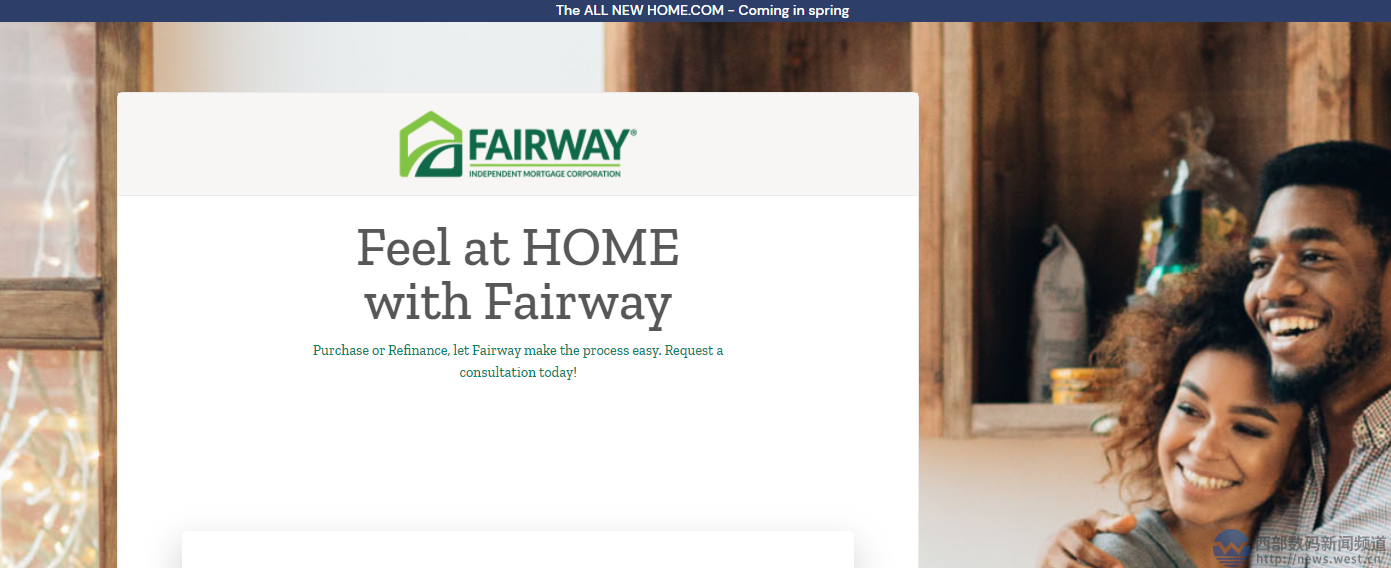 The ALL NEW HOME.COM - Coming in spring
FAIRWAY®
INDEPENDENT MORTGAGE CORPORATION
Feel at HOME
with Fairway
Purchase or Refinance, let Fairway make the process easy. Request a
consultation today!
西部数码新闻频道
http://news.west.cn/